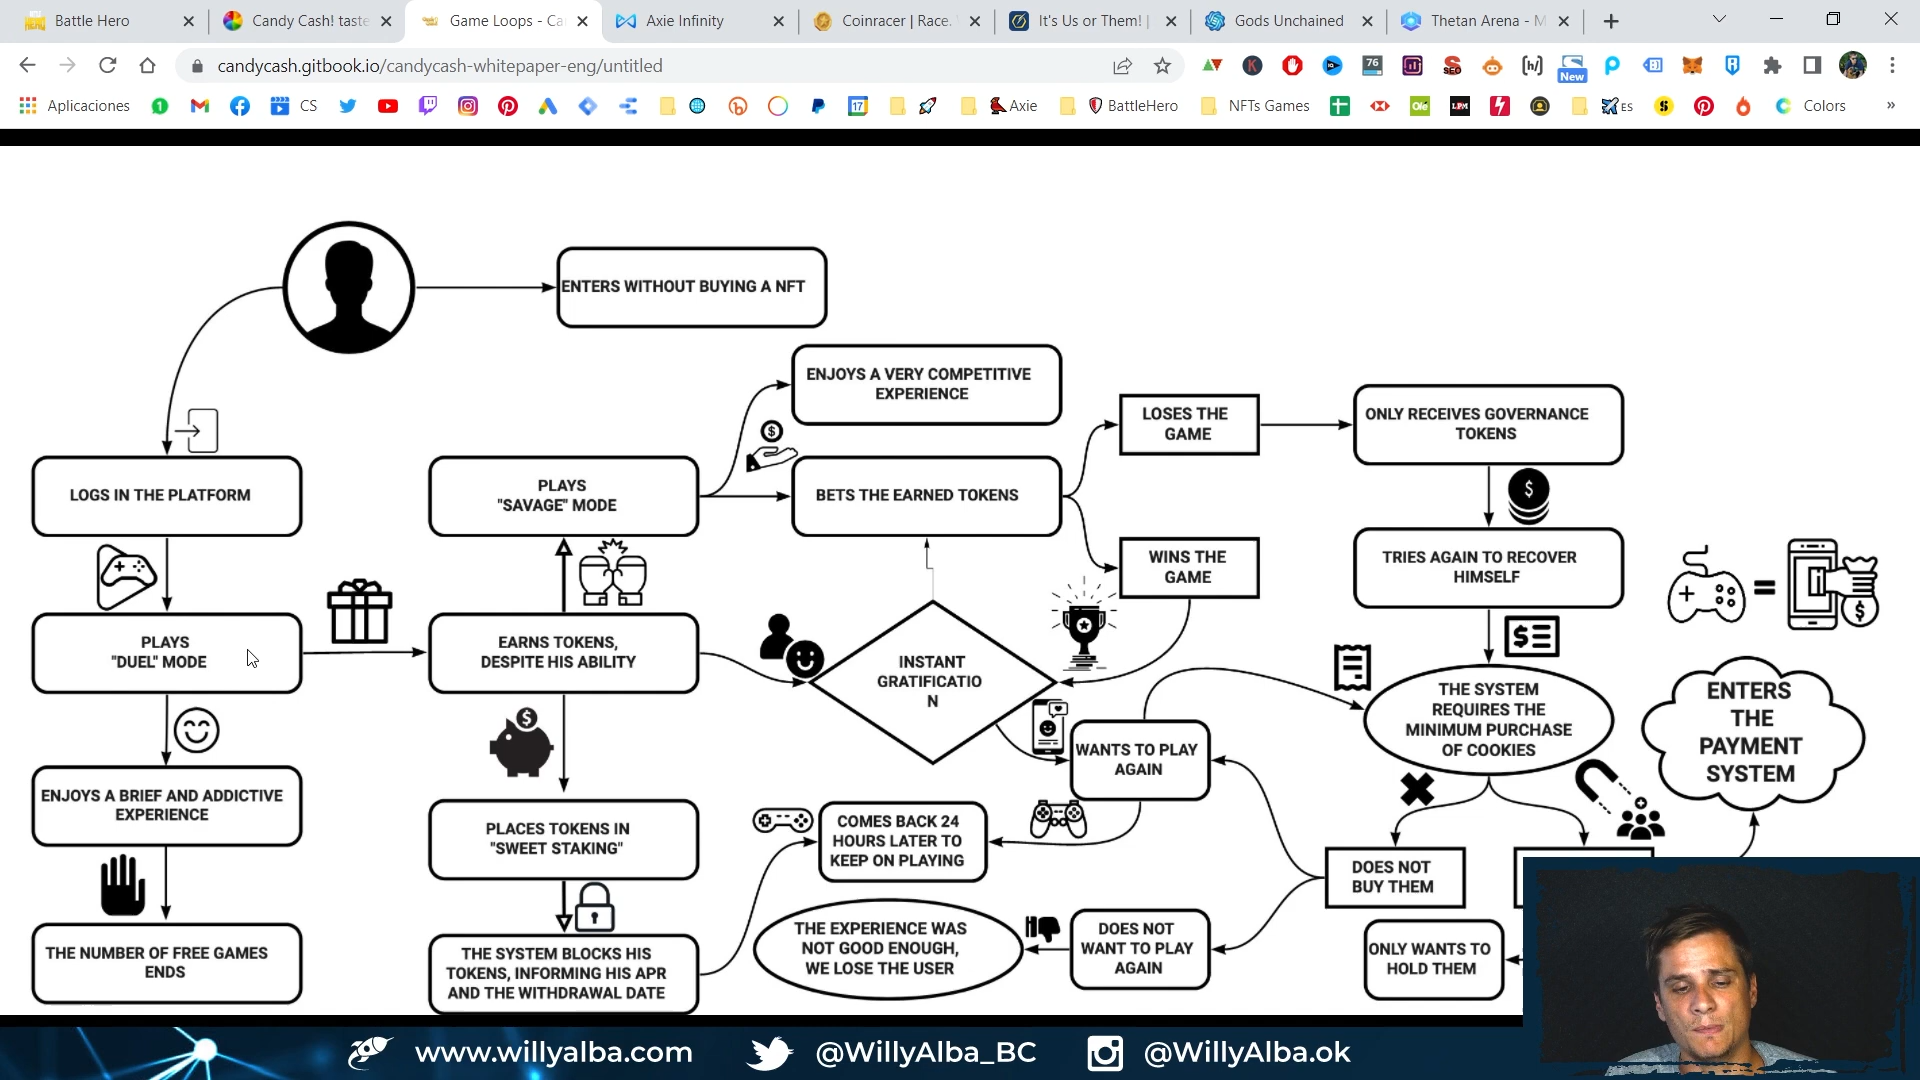 Battle Hero
Candy Cash! taste
Game Loops - Ca
Axie Infinity
Coinracer | Race.
It's Us or Them! |
Gods Unchained
Thetan Arena - M
candycash.gitbook.io/candycash-whitepaper-eng/untitled
76
SEO
[h/]
New
Aplicaciones
CS
17
Axie
BattleHero
NFTs Games
Olé
LPM
ES
Colors
»
ENTERS WITHOUT BUYING A NFT
ENJOYS A VERY COMPETITIVE
EXPERIENCE
LOSES THE
GAME
ONLY RECEIVES GOVERNANCE
TOKENS
LOGS IN THE PLATFORM
PLAYS
"SAVAGE" MODE
BETS THE EARNED TOKENS
WINS THE
GAME
TRIES AGAIN TO RECOVER
HIMSELF
PLAYS
"DUEL" MODE
EARNS TOKENS,
DESPITE HIS ABILITY
INSTANT
GRATIFICATIO
N
THE SYSTEM
REQUIRES THE
MINIMUM PURCHASE
OF COOKIES
ENTERS
THE
PAYMENT
SYSTEM
WANTS TO PLAY
AGAIN
ENJOYS A BRIEF AND ADDICTIVE
EXPERIENCE
PLACES TOKENS IN
"SWEET STAKING"
COMES BACK 24
HOURS LATER TO
KEEP ON PLAYING
DOES NOT
BUY THEM
THE NUMBER OF FREE GAMES
ENDS
THE SYSTEM BLOCKS HIS
TOKENS, INFORMING HIS APR
AND THE WITHDRAWAL DATE
THE EXPERIENCE WAS
NOT GOOD ENOUGH,
WE LOSE THE USER
DOES NOT
WANT TO PLAY
AGAIN
ONLY WANTS TO
HOLD THEM
www.willyalba.com
@WillyAlba_BC
@WillyAlba.ok